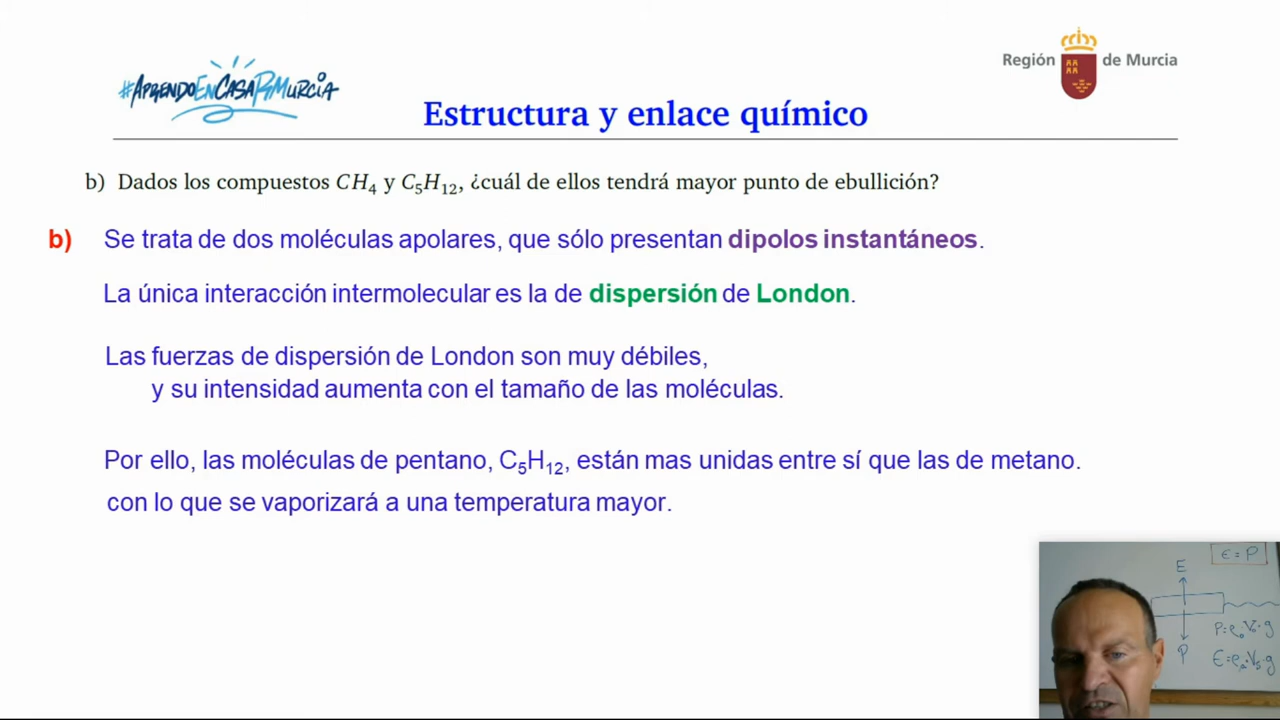 #AprendoEnCasaRMurcia
Región de Murcia
Estructura y enlace químico
b) Dados los compuestos CH₄ y C₅H₁₂, ¿cuál de ellos tendrá mayor punto de ebullición?
b) Se trata de dos moléculas apolares, que sólo presentan dipolos instantáneos.
La única interacción intermolecular es la de dispersión de London.
Las fuerzas de dispersión de London son muy débiles,
y su intensidad aumenta con el tamaño de las moléculas.
Por ello, las moléculas de pentano, C₅H₁₂, están mas unidas entre sí que las de metano.
con lo que se vaporizará a una temperatura mayor.
E = P
E
P